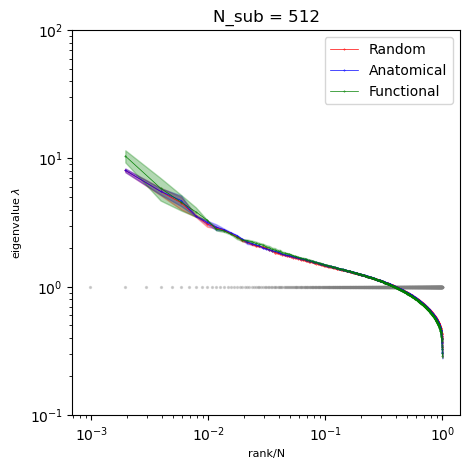 N_sub = 512
10²
10¹
10⁰
10⁻¹
eigenvalue λ
Random
Anatomical
Functional
10⁻³
10⁻²
10⁻¹
10⁰
rank/N